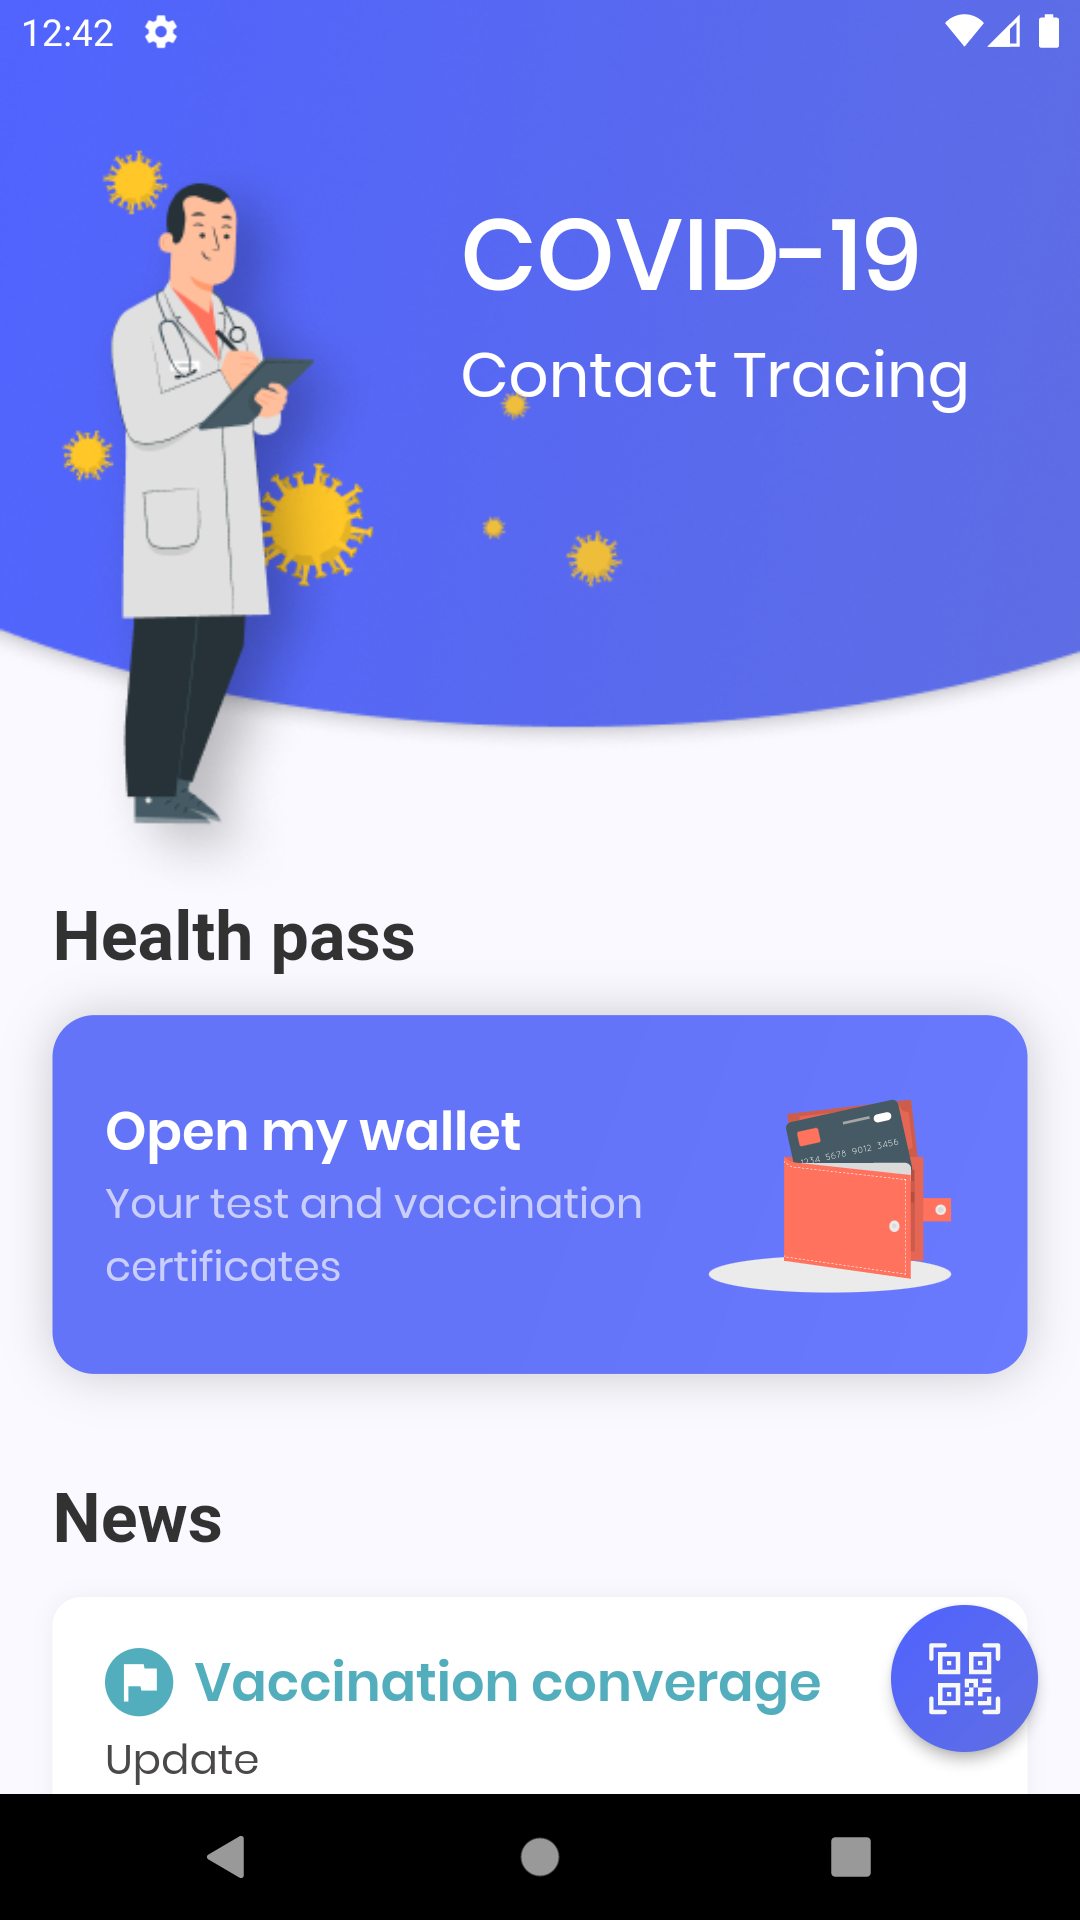 12:42
COVID-19
Contact Tracing
Health pass
Open my wallet
Your test and vaccination
certificates
1234 5678 9012 3456
News
Vaccination converage
Update